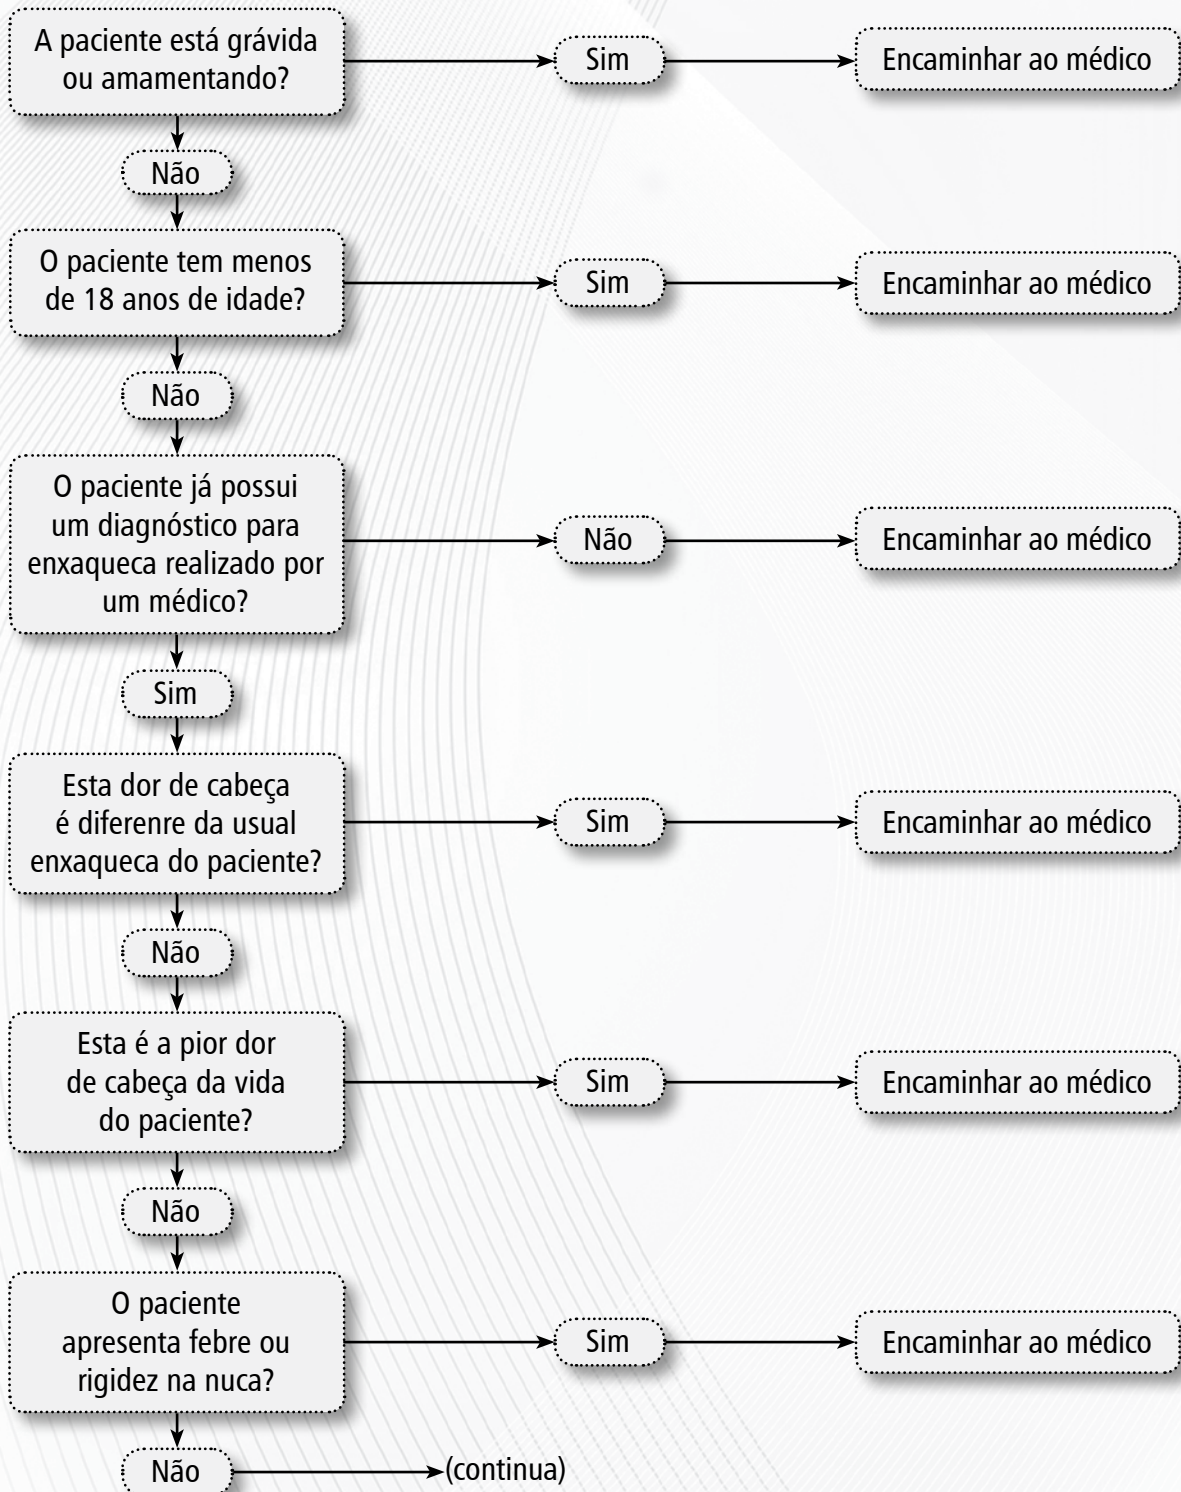 A paciente está grávida
ou amamentando?
Sim
Encaminhar ao médico
Não
O paciente tem menos
de 18 anos de idade?
Sim
Encaminhar ao médico
Não
O paciente já possui
um diagnóstico para
enxaqueca realizado por
um médico?
Não
Encaminhar ao médico
Sim
Esta dor de cabeça
é diferenre da usual
enxaqueca do paciente?
Sim
Encaminhar ao médico
Não
Esta é a pior dor
de cabeça da vida
do paciente?
Sim
Encaminhar ao médico
Não
O paciente
apresenta febre ou
rigidez na nuca?
Sim
Encaminhar ao médico
Não
(continua)